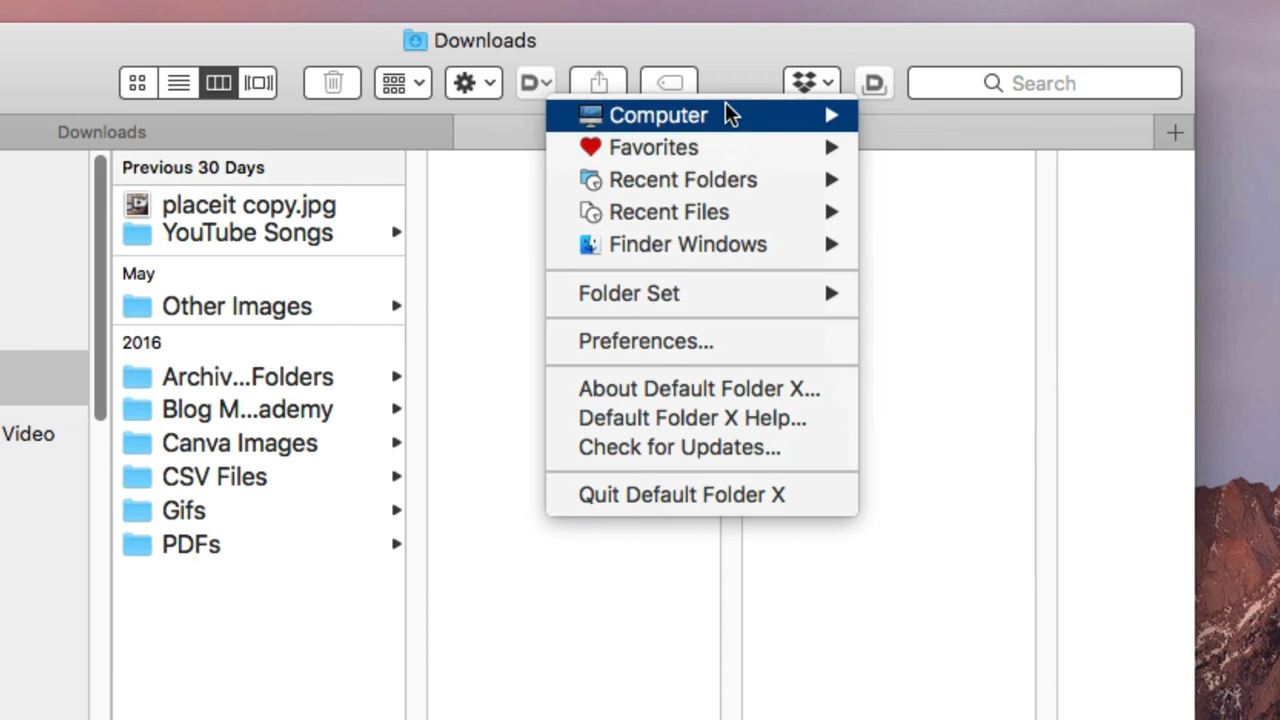 Downloads
Search
Downloads
Video
Previous 30 Days
placeit copy.jpg
YouTube Songs
May
Other Images
2016
Archiv...Folders
Blog M...ademy
Canva Images
CSV Files
Gifs
PDFs
Computer
Favorites
Recent Folders
Recent Files
Finder Windows
Folder Set
Preferences...
About Default Folder X...
Default Folder X Help...
Check for Updates...
Quit Default Folder X